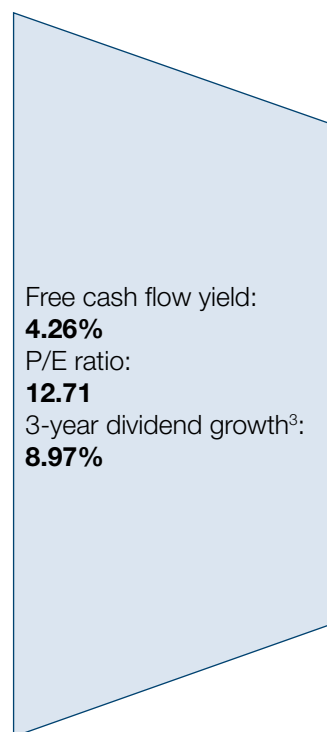 Free cash flow yield:
4.26%
P/E ratio:
12.71
3-year dividend growth³:
8.97%